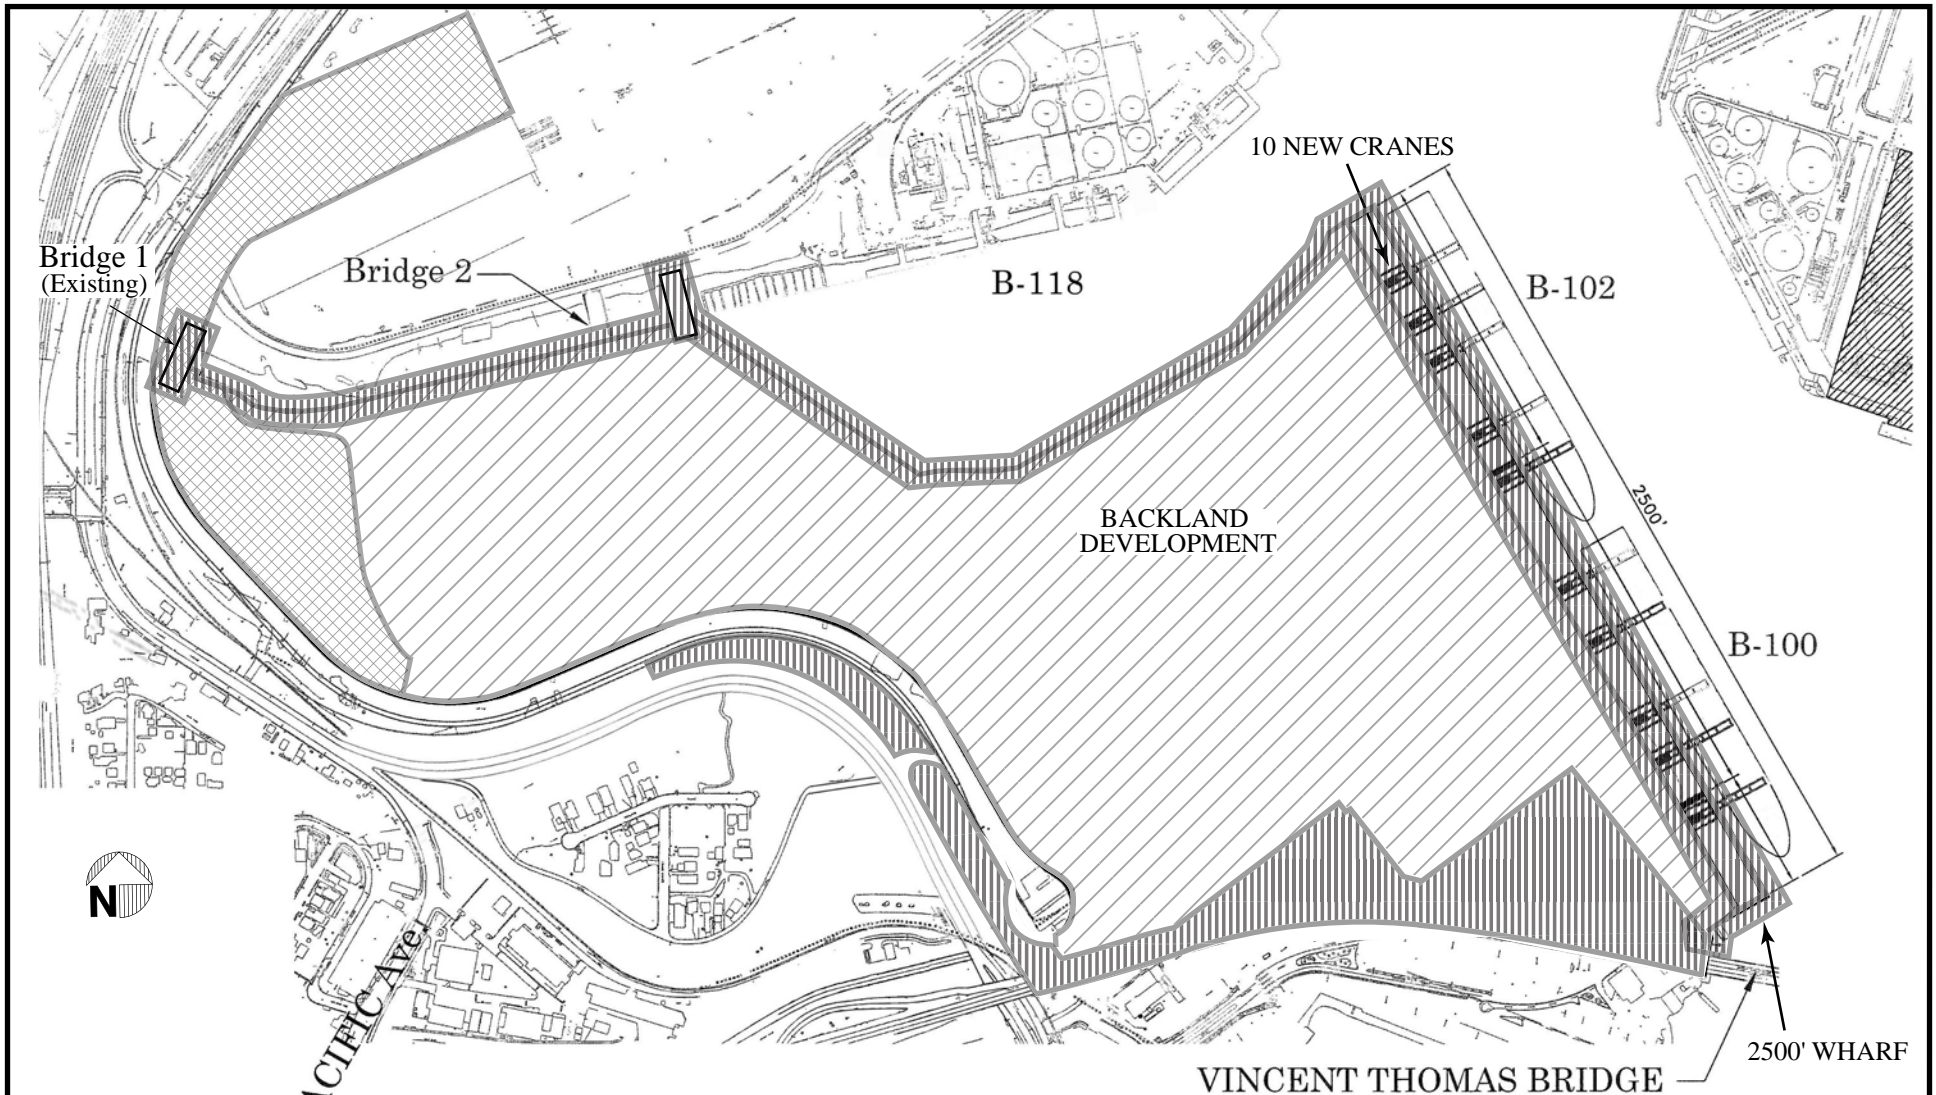 10 NEW CRANES
Bridge 1
(Existing)
Bridge 2
B-118
B-102
2500'
BACKLAND
DEVELOPMENT
B-100
N
ACIFIC Ave.
2500' WHARF
VINCENT THOMAS BRIDGE